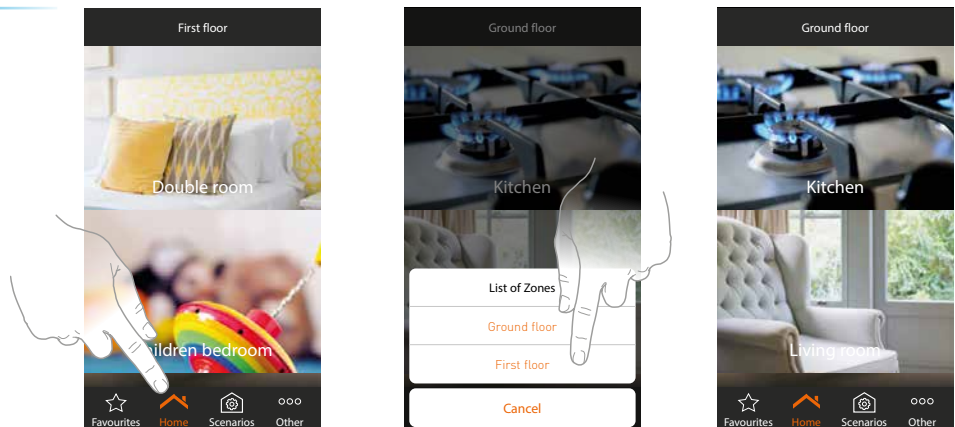 First floor
Double room
ildren bedroom
Favourites Home Scenarios Other
Ground floor
Kitchen
List of Zones
Ground floor
First floor
Cancel
Ground floor
Kitchen
Living room
Favourites Home Scenarios Other